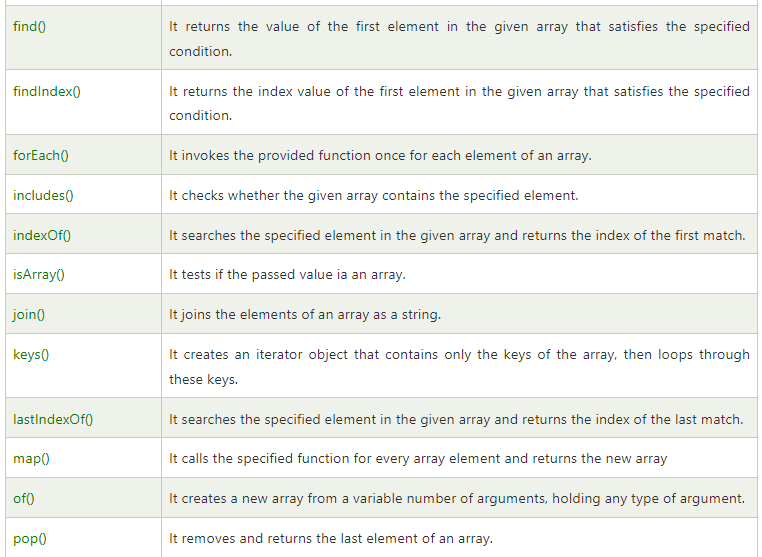 find()
It returns the value of the first element in the given array that satisfies the specified
condition.
findIndex()
It returns the index value of the first element in the given array that satisfies the specified
condition.
forEach()
It invokes the provided function once for each element of an array.
includes()
It checks whether the given array contains the specified element.
indexOf()
It searches the specified element in the given array and returns the index of the first match.
isArray()
It tests if the passed value ia an array.
join()
It joins the elements of an array as a string.
keys()
It creates an iterator object that contains only the keys of the array, then loops through
these keys.
lastIndexOf()
It searches the specified element in the given array and returns the index of the last match.
map()
It calls the specified function for every array element and returns the new array
of()
It creates a new array from a variable number of arguments, holding any type of argument.
pop()
It removes and returns the last element of an array.